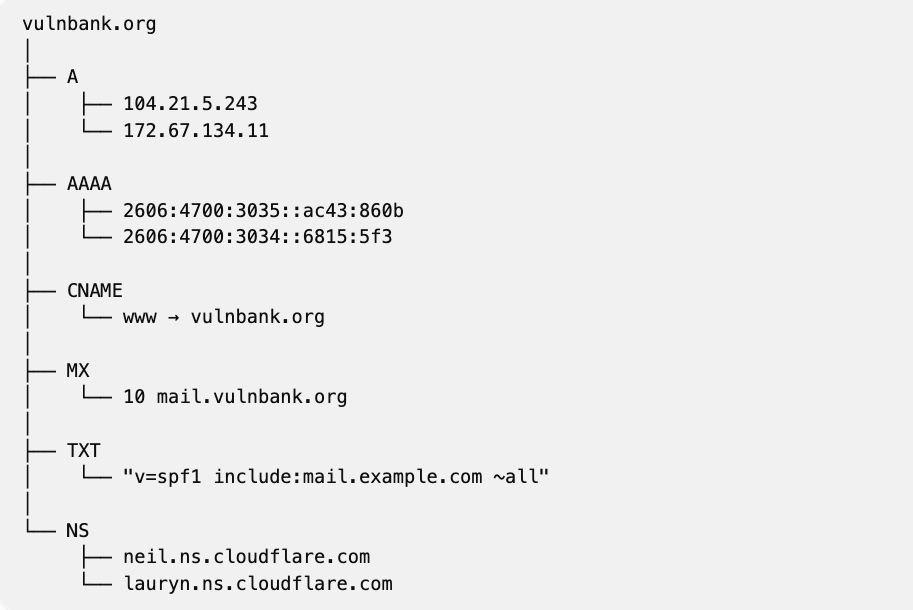 vulnbank.org
│
├── A
│    ├── 104.21.5.243
│    └── 172.67.134.11
│
├── AAAA
│    ├── 2606:4700:3035::ac43:860b
│    └── 2606:4700:3034::6815:5f3
│
├── CNAME
│    └── www → vulnbank.org
│
├── MX
│    └── 10 mail.vulnbank.org
│
├── TXT
│    └── "v=spf1 include:mail.example.com ~all"
│
└── NS
     ├── neil.ns.cloudflare.com
     └── lauryn.ns.cloudflare.com